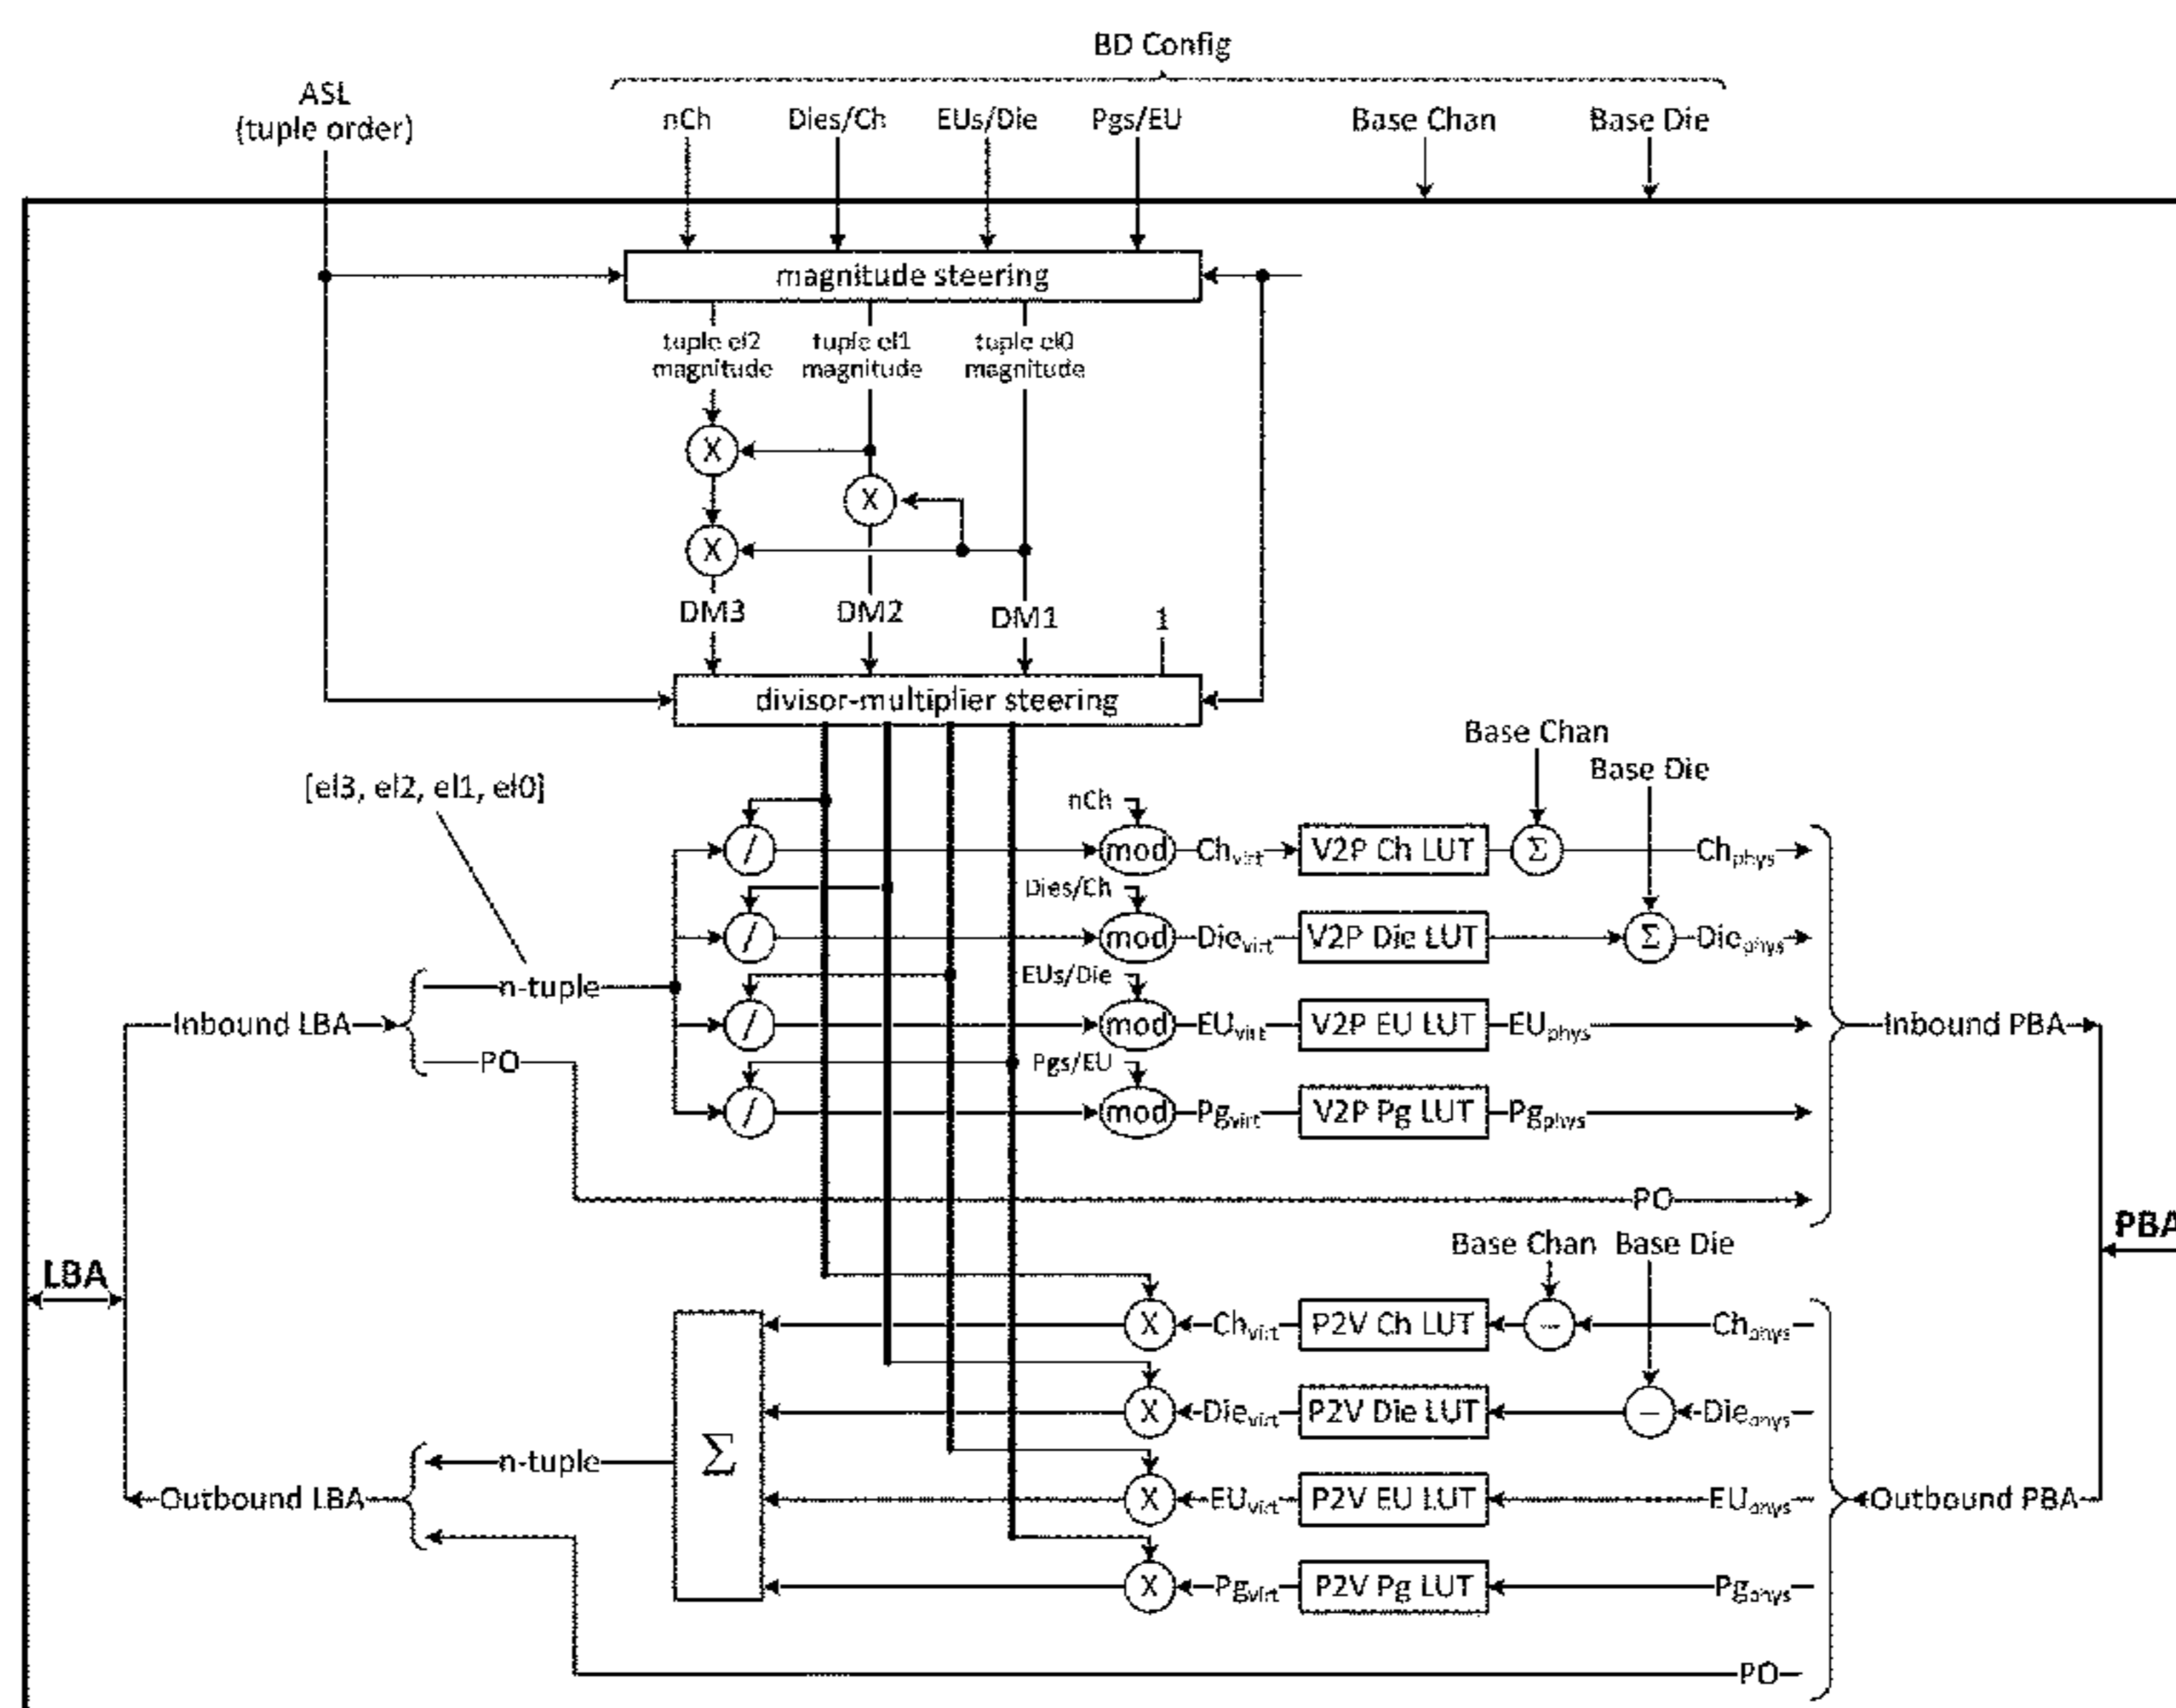 BD Config
ASL
(tuple order)
nCh Dies/Ch EUs/Die Pgs/EU Base Chan Base Die
magnitude steering
tuple el2 magnitude
tuple el1 magnitude
tuple el0 magnitude
X
X
X
DM3 DM2 DM1 1
divisor-multiplier steering
Base Chan
Base Die
[el3, el2, el1, el0]
nCh
/ mod Chvirt V2P Ch LUT Σ Chphys
Dies/Ch
/ mod Dievirt V2P Die LUT Σ Diephys
EUs/Die
n-tuple
Inbound LBA / mod EUvirt V2P EU LUT EUphys Inbound PBA
PO
Pgs/EU
/ mod Pgvirt V2P Pg LUT Pgphys
PO
PBA
Base Chan Base Die
LBA
X Chvirt P2V Ch LUT − Chphys
X Dievirt P2V Die LUT − Diephys
Σ
n-tuple
Outbound LBA X EUvirt P2V EU LUT EUphys Outbound PBA
X Pgvirt P2V Pg LUT Pgphys
PO